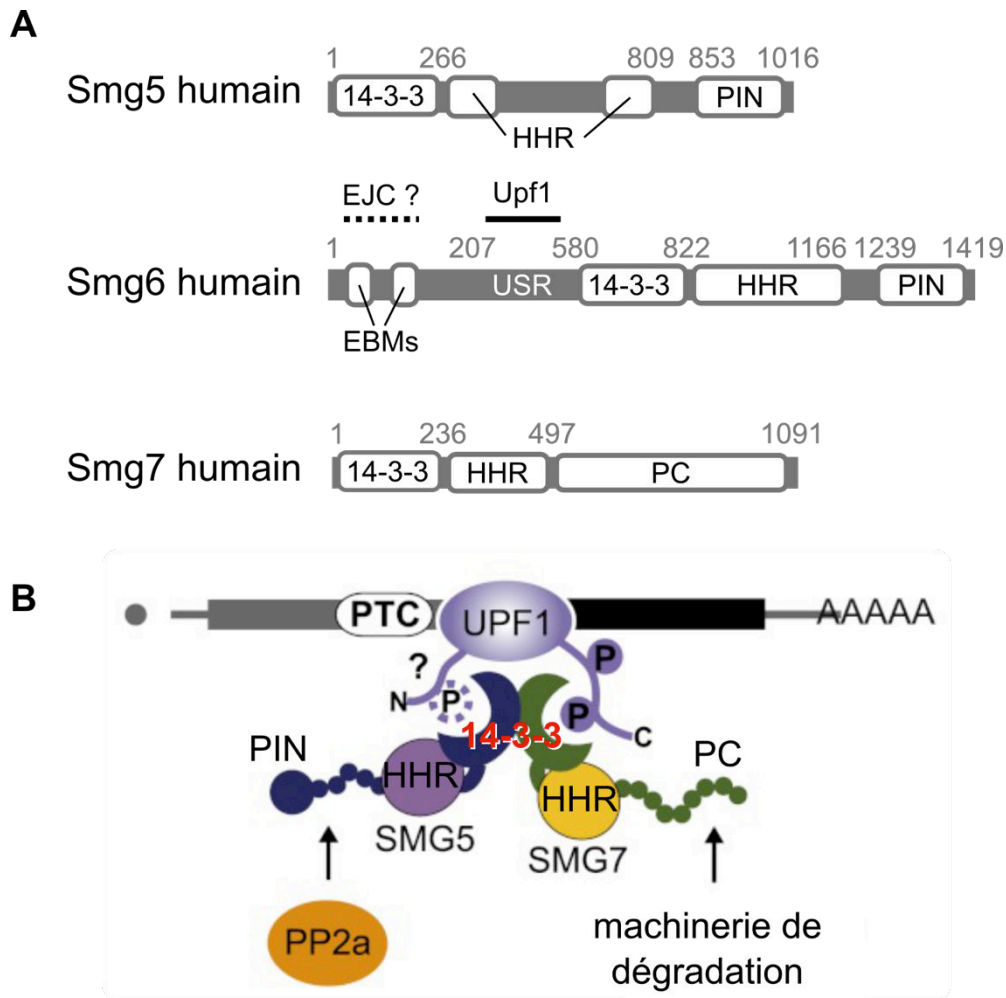 A
1 266 809 853 1016
Smg5 humain 14-3-3 PIN
HHR
EJC ? Upf1
1 207 580 822 1166 1239 1419
Smg6 humain USR 14-3-3 HHR PIN
EBMs
1 236 497 1091
Smg7 humain 14-3-3 HHR PC
B
PTC UPF1 AAAAA
? P
N P P
14-3-3 C
PIN PC
HHR HHR
SMG5
SMG7
PP2a machinerie de
dégradation